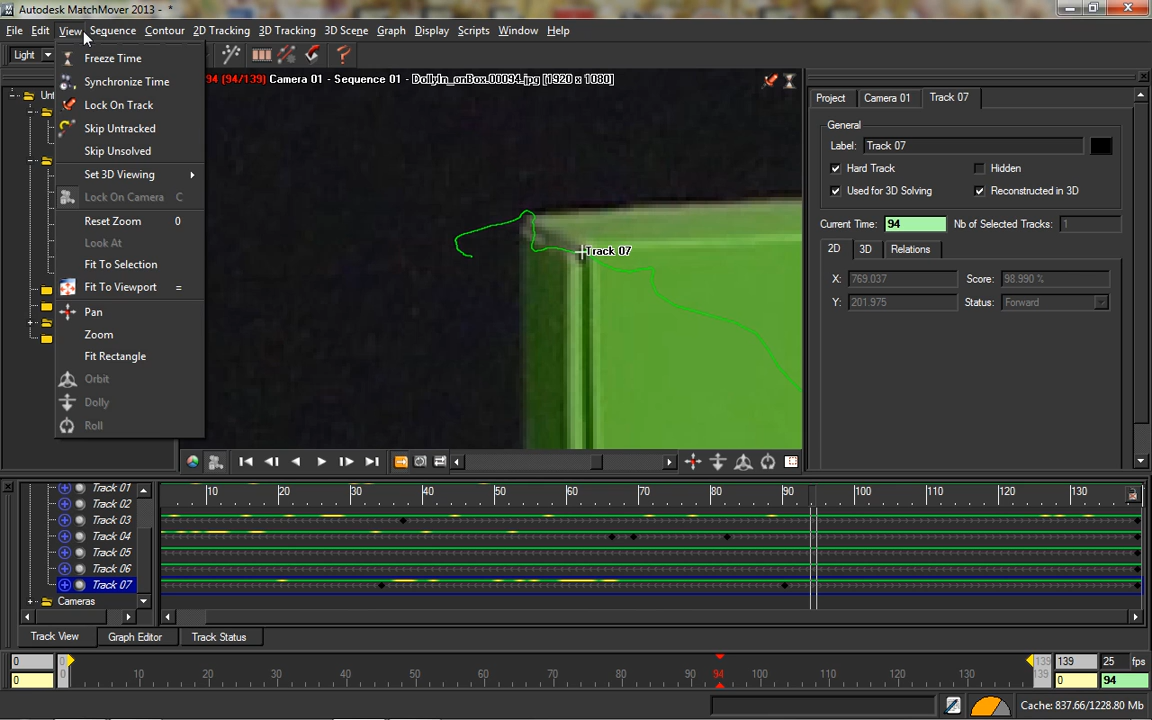 Autodesk MatchMover 2013 - *
File Edit View Sequence Contour 2D Tracking 3D Tracking 3D Scene Graph Display Scripts Window Help
Light
Freeze Time
Synchronize Time
Lock On Track
Skip Untracked
Skip Unsolved
Set 3D Viewing
Lock On Camera C
Reset Zoom 0
Look At
Fit To Selection
Fit To Viewport =
Pan
Zoom
Fit Rectangle
Orbit
Dolly
Roll
94 (94/139) Camera 01 - Sequence 01 - DollyIn_onBox.00094.jpg [1920 x 1080]
Track 07
Project Camera 01 Track 07
General
Label: Track 07
Hard Track Hidden
Used for 3D Solving Reconstructed in 3D
Current Time: 94 Nb of Selected Tracks: 1
2D 3D Relations
X: 769.037 Score: 98.990 %
Y: 201.975 Status: Forward
10 20 30 40 50 60 70 80 90 100 110 120 130
Track 01
Track 02
Track 03
Track 04
Track 05
Track 06
Track 07
Cameras
Track View Graph Editor Track Status
0 0 139 139 25 fps
0 0 10 20 30 40 50 60 70 80 94 100 110 120 130 139 0 94
Cache: 837.66/1228.80 Mb